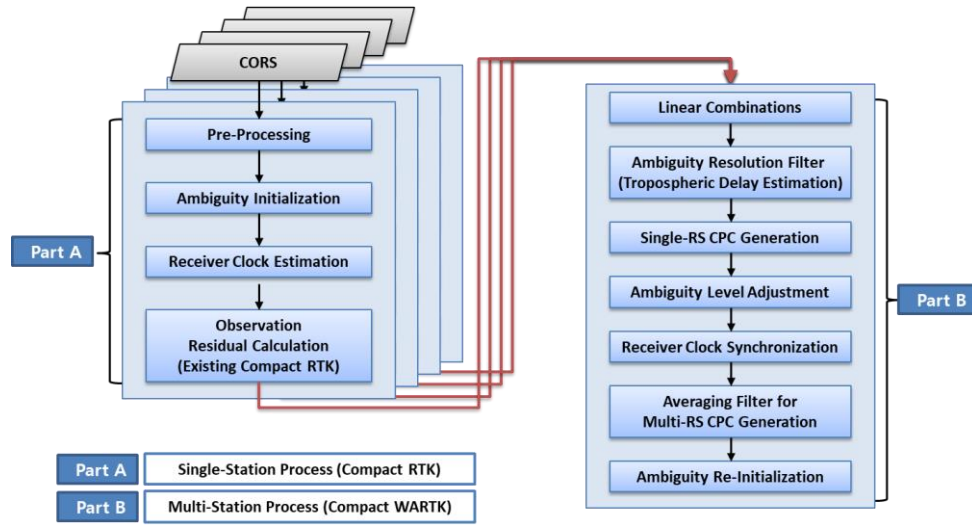 CORS
Pre-Processing
Ambiguity Initialization
Part A
Receiver Clock Estimation
Observation
Residual Calculation
(Existing Compact RTK)
Linear Combinations
Ambiguity Resolution Filter
(Tropospheric Delay Estimation)
Single-RS CPC Generation
Ambiguity Level Adjustment
Part B
Receiver Clock Synchronization
Averaging Filter for
Multi-RS CPC Generation
Ambiguity Re-Initialization
Part A
Single-Station Process (Compact RTK)
Part B
Multi-Station Process (Compact WARTK)